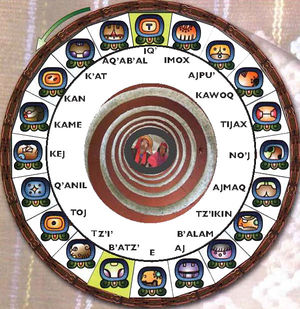 IQ'
AQ'AB'AL
K'AT
KAN
KAME
KEJ
Q'ANIL
TOJ
TZ'I'
B'ATZ'
E
AJ
B'ALAM
TZ'IKIN
AJMAQ
NO'J
TIJAX
KAWOQ
AJPU'
IMOX